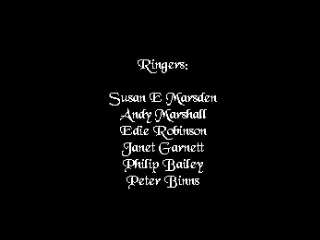 Ringers:
Susan E Marsden
Andy Marshall
Edie Robinson
Janet Garnett
Philip Bailey
Peter Binns